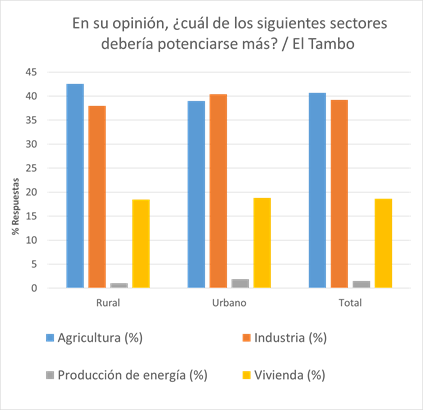 En su opinión, ¿cuál de los siguientes sectores
debería potenciarse más? / El Tambo
45
40
35
30
25
20
15
10
5
0
% Respuestas
Rural Urbano Total
Agricultura (%) Industria (%)
Producción de energía (%) Vivienda (%)